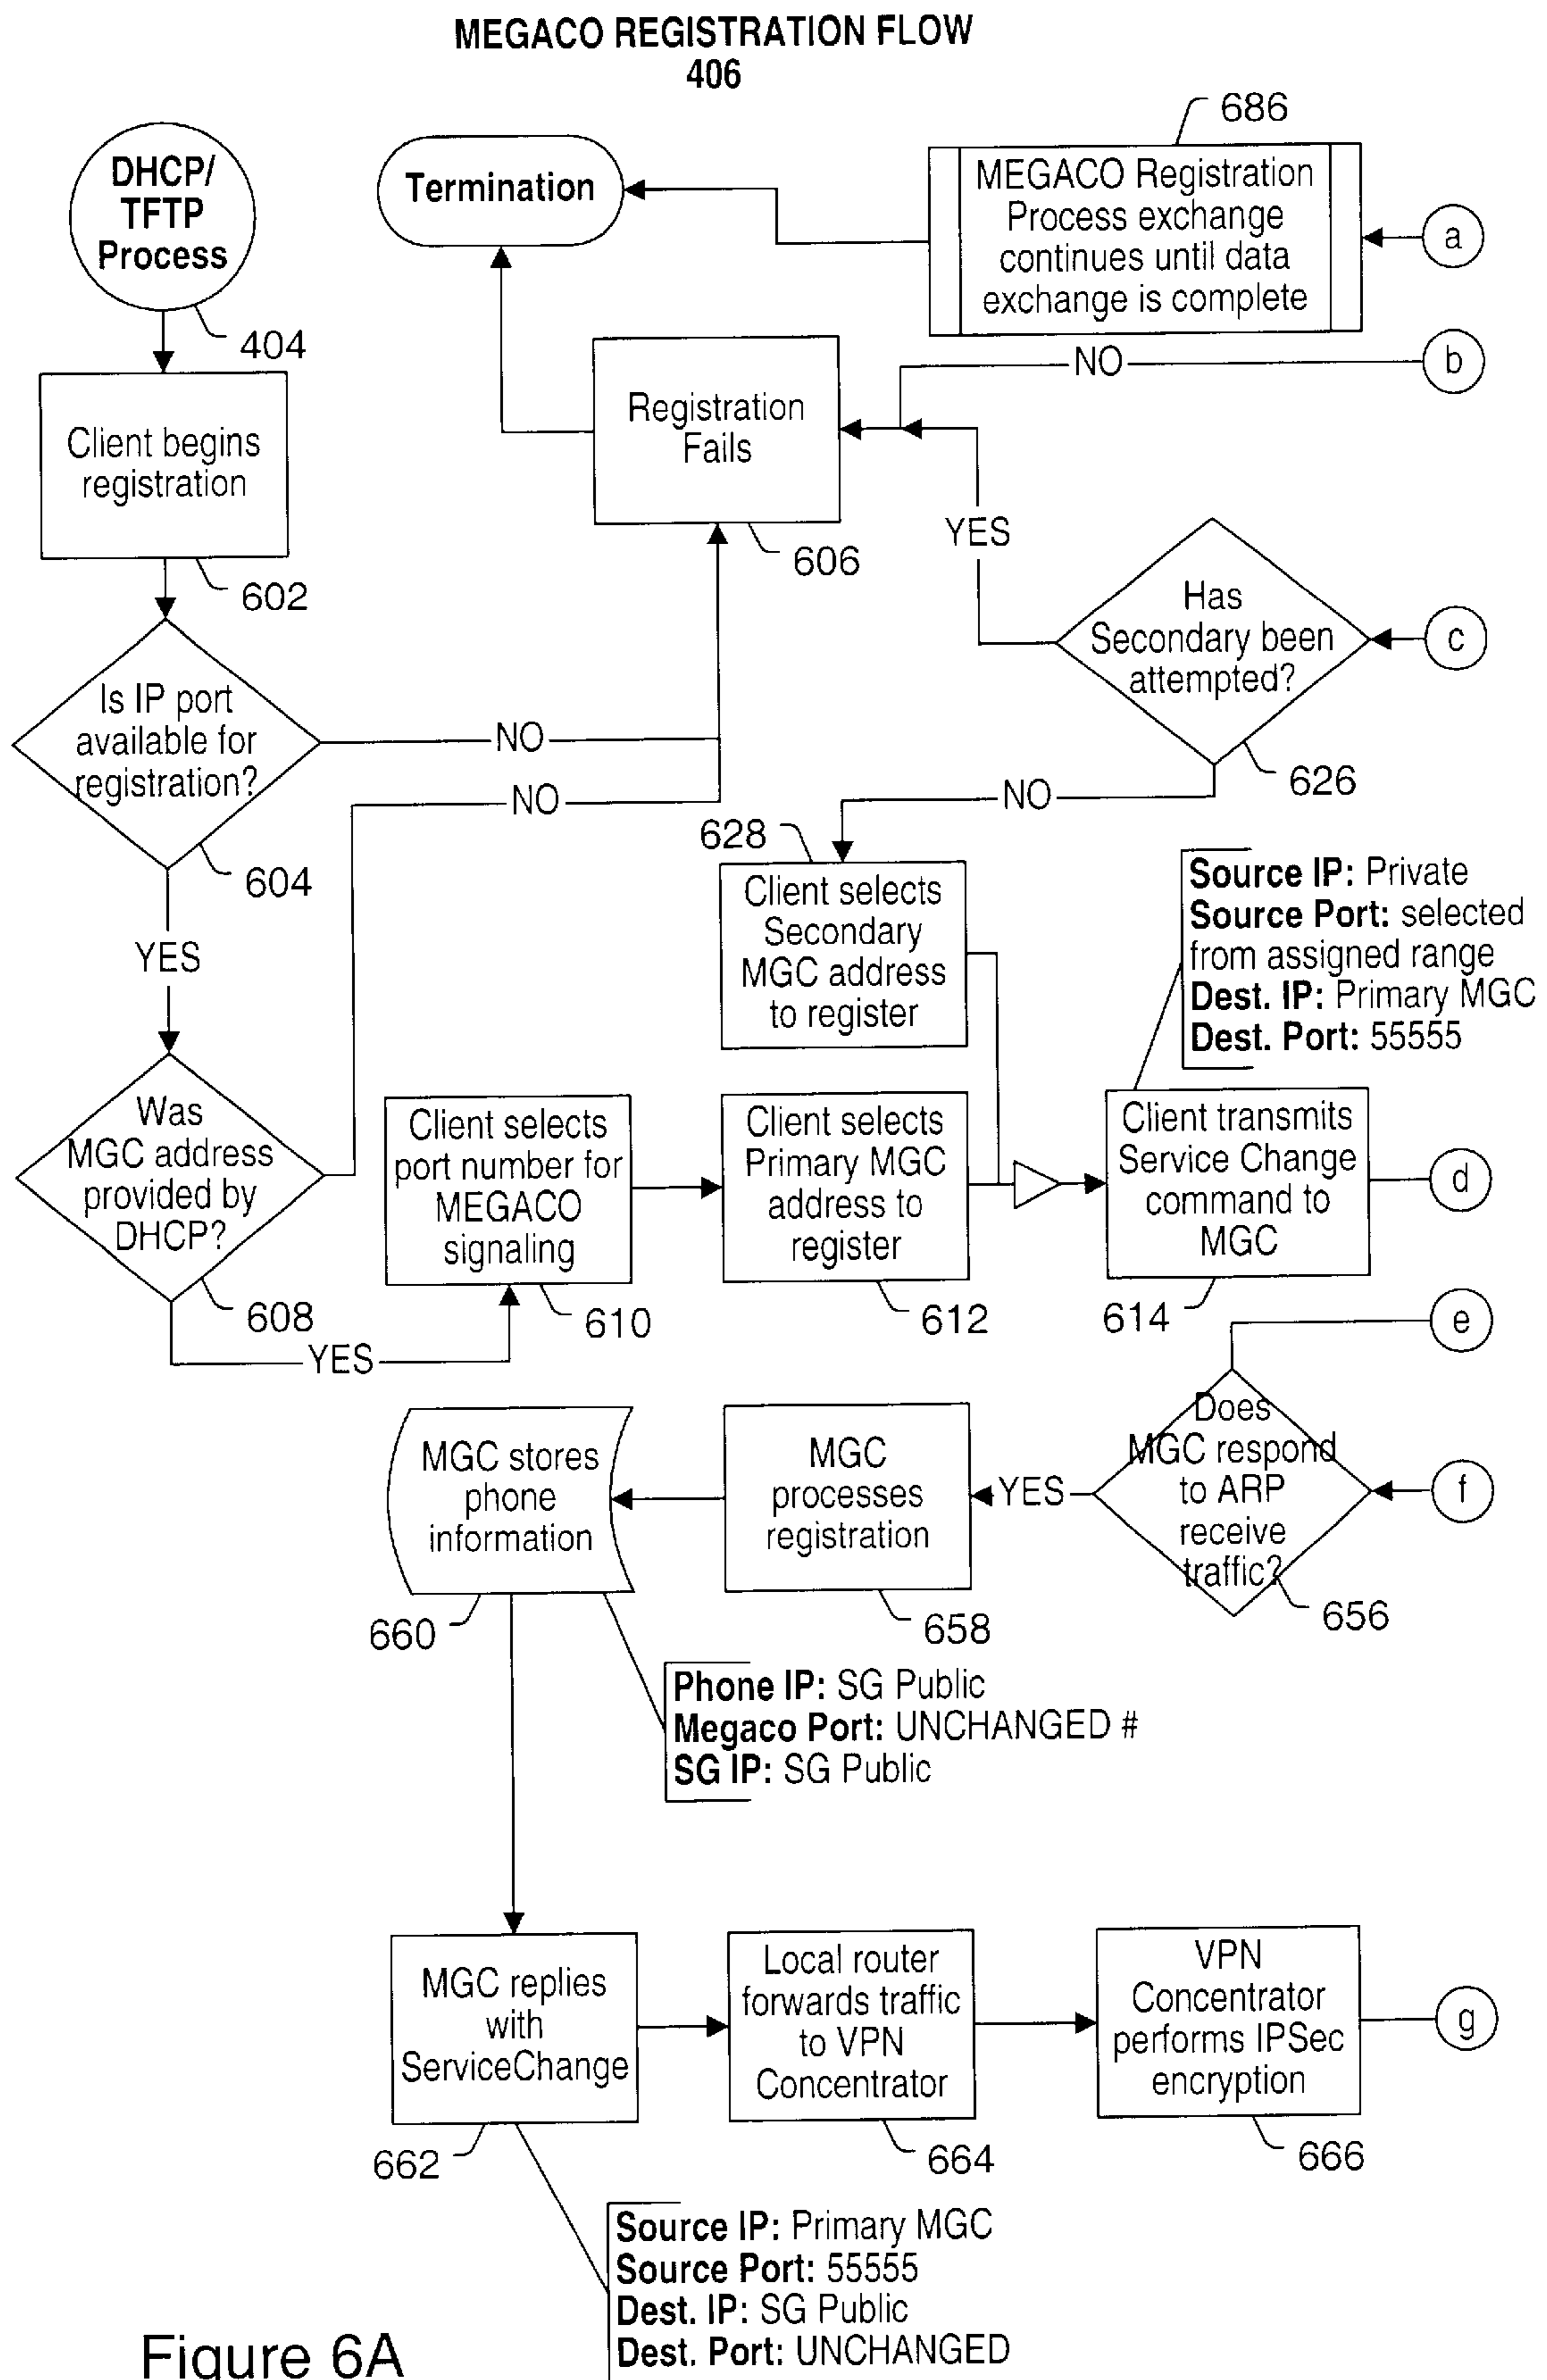 MEGACO REGISTRATION FLOW
406
686
DHCP/
TFTP
Process
404
Termination
MEGACO Registration
Process exchange
continues until data
exchange is complete
a
NO
b
Client begins
registration
602
Registration
Fails
606
YES
Has
Secondary been
attempted?
c
626
Is IP port
available for
registration?
604
NO
NO
NO
YES
628
Client selects
Secondary
MGC address
to register
Source IP: Private
Source Port: selected
from assigned range
Dest. IP: Primary MGC
Dest. Port: 55555
Was
MGC address
provided by
DHCP?
608
YES
Client selects
port number for
MEGACO
signaling
610
Client selects
Primary MGC
address to
register
612
Client transmits
Service Change
command to
MGC
614
d
e
Does
MGC respond
to ARP
receive
traffic?
656
f
YES
MGC
processes
registration
658
MGC stores
phone
information
660
Phone IP: SG Public
Megaco Port: UNCHANGED #
SG IP: SG Public
MGC replies
with
ServiceChange
662
Local router
forwards traffic
to VPN
Concentrator
664
VPN
Concentrator
performs IPSec
encryption
666
g
Source IP: Primary MGC
Source Port: 55555
Dest. IP: SG Public
Dest. Port: UNCHANGED
Figure 6A